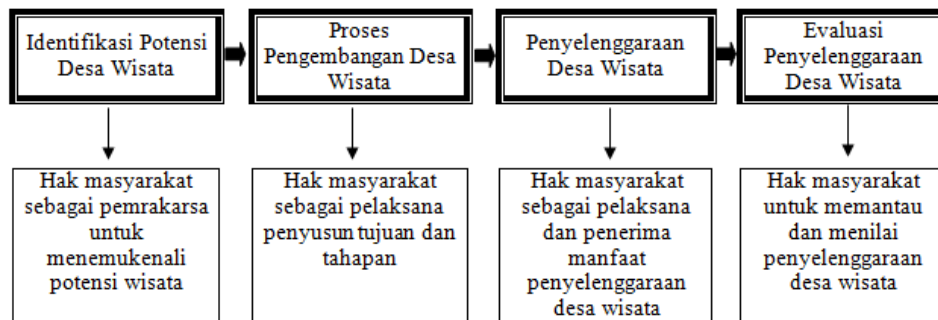 Identifikasi Potensi
Desa Wisata
Proses
Pengembangan Desa
Wisata
Penyelenggaraan
Desa Wisata
Evaluasi
Penyelenggaraan
Desa Wisata
Hak masyarakat
sebagai pemrakarsa
untuk
menemukenali
potensi wisata
Hak masyarakat
sebagai pelaksana
penyusun tujuan dan
tahapan
Hak masyarakat
sebagai pelaksana
dan penerima
manfaat
penyelenggaraan
desa wisata
Hak masyarakat
untuk memantau
dan menilai
penyelenggaraan
desa wisata